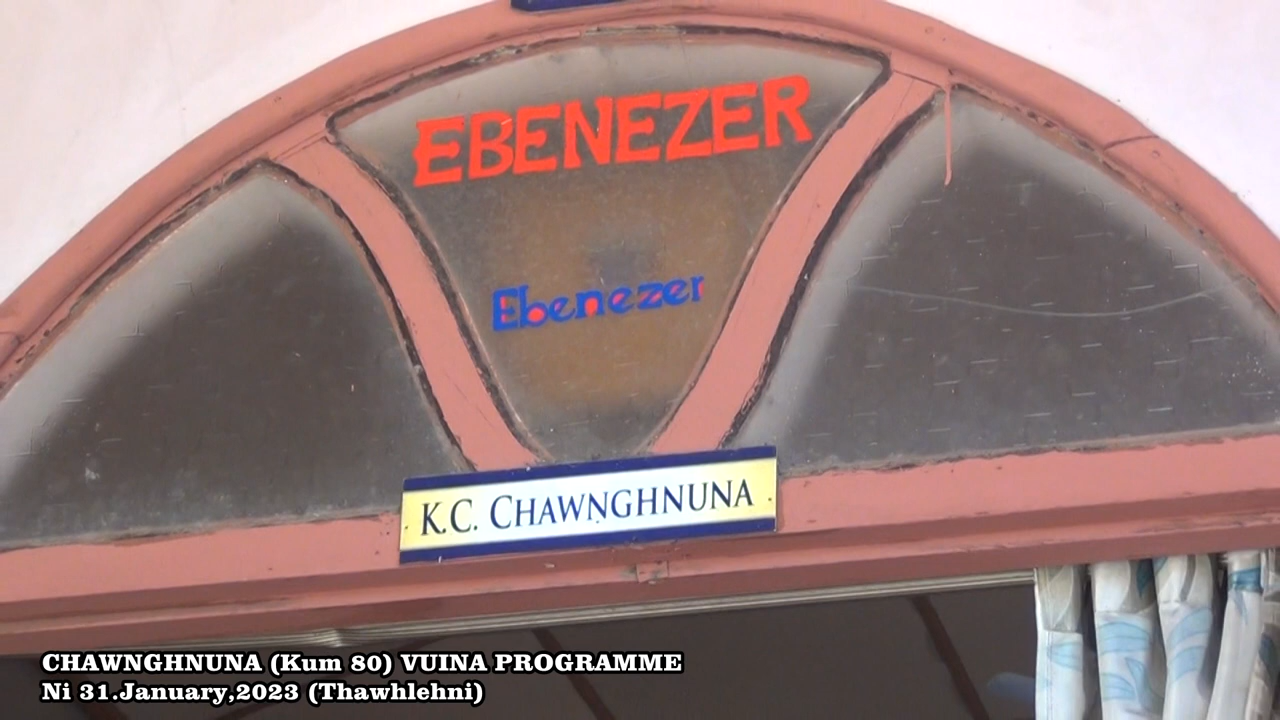 EBENEZER
Ebenezer
K.C. CHAWNGHNUNA
CHAWNGHNUNA (Kum 80) VUINA PROGRAMME
Ni 31.January,2023 (Thawhlehni)